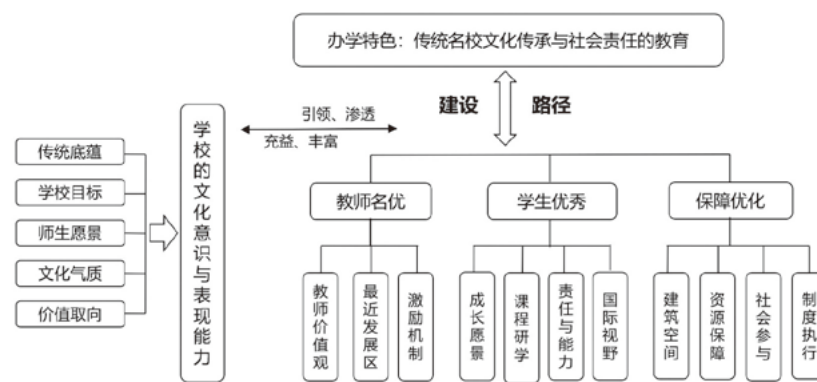 办学特色：传统名校文化传承与社会责任的教育
建设
路径
引领、渗透
充益、丰富
传统底蕴
学校目标
师生愿景
文化气质
价值取向
学校的文化意识与表现能力
教师名优
学生优秀
保障优化
教师价值观
最近发展区
激励机制
成长愿景
课程研学
责任与能力
国际视野
建筑空间
资源保障
社会参与
制度执行